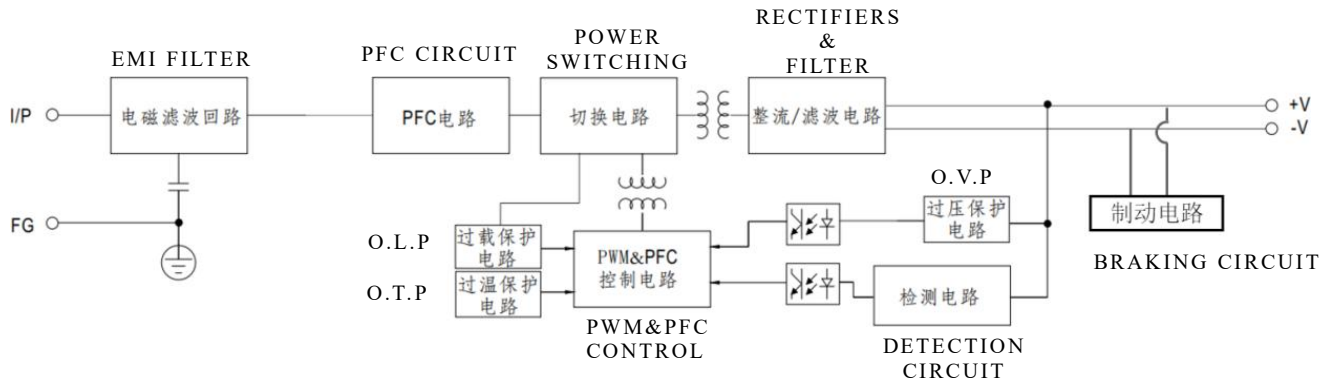 RECTIFIERS
&
FILTER
POWER
SWITCHING
PFC CIRCUIT
EMI FILTER
I/P
电磁滤波回路
PFC电路
切换电路
整流/滤波电路
+V
-V
FG
O.V.P
过压保护
电路
制动电路
BRAKING CIRCUIT
O.L.P
过载保护
电路
O.T.P
过温保护
电路
PWM&PFC
控制电路
PWM&PFC
CONTROL
检测电路
DETECTION
CIRCUIT